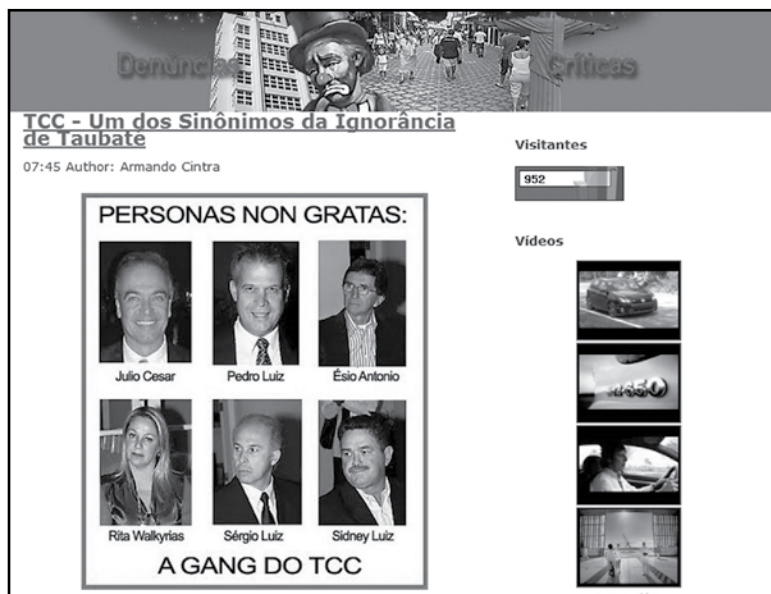 Denúncias
Críticas
TCC - Um dos Sinônimos da Ignorância
de Taubaté
07:45 Author: Armando Cintra
PERSONAS NON GRATAS:
Julio Cesar
Pedro Luiz
Ésio Antonio
Rita Walkyrias
Sérgio Luiz
Sidney Luiz
A GANG DO TCC
Visitantes
952
Vídeos